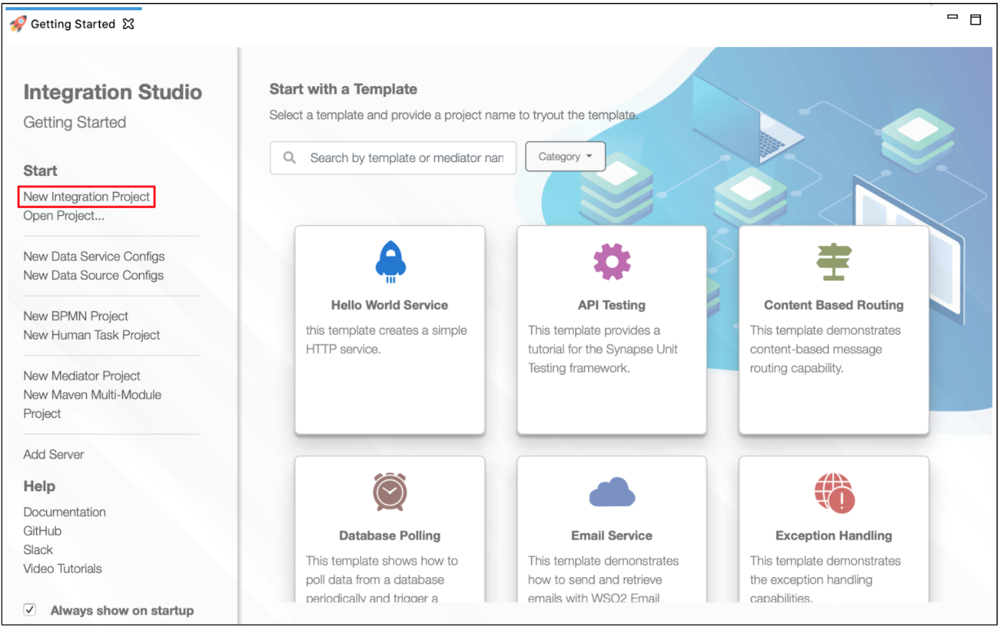 Getting Started
Integration Studio
Getting Started
Start
New Integration Project
Open Project...
New Data Service Configs
New Data Source Configs
New BPMN Project
New Human Task Project
New Mediator Project
New Maven Multi-Module
Project
Add Server
Help
Documentation
GitHub
Slack
Video Tutorials
Always show on startup
Start with a Template
Select a template and provide a project name to tryout the template.
Search by template or mediator nan
Category
Hello World Service
this template creates a simple
HTTP service.
API Testing
This template provides a
tutorial for the Synapse Unit
Testing framework.
Content Based Routing
This template demonstrates
content-based message
routing capability.
Database Polling
This template shows how to
poll data from a database
periodically and trigger a
Email Service
This template demonstrates
how to send and retrieve
emails with WSO2 Email
Exception Handling
This template demonstrates
the exception handling
capabilities.